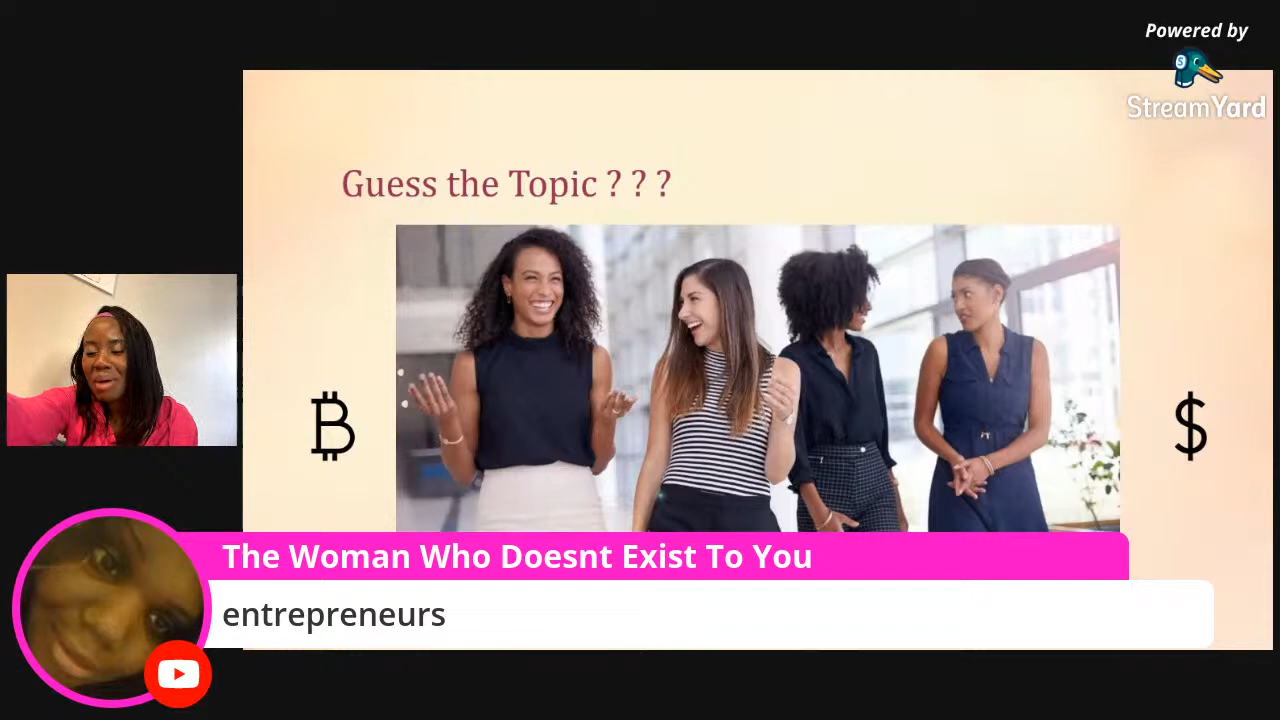 Powered by
StreamYard
Guess the Topic ? ? ?
₿
$
The Woman Who Doesnt Exist To You
entrepreneurs